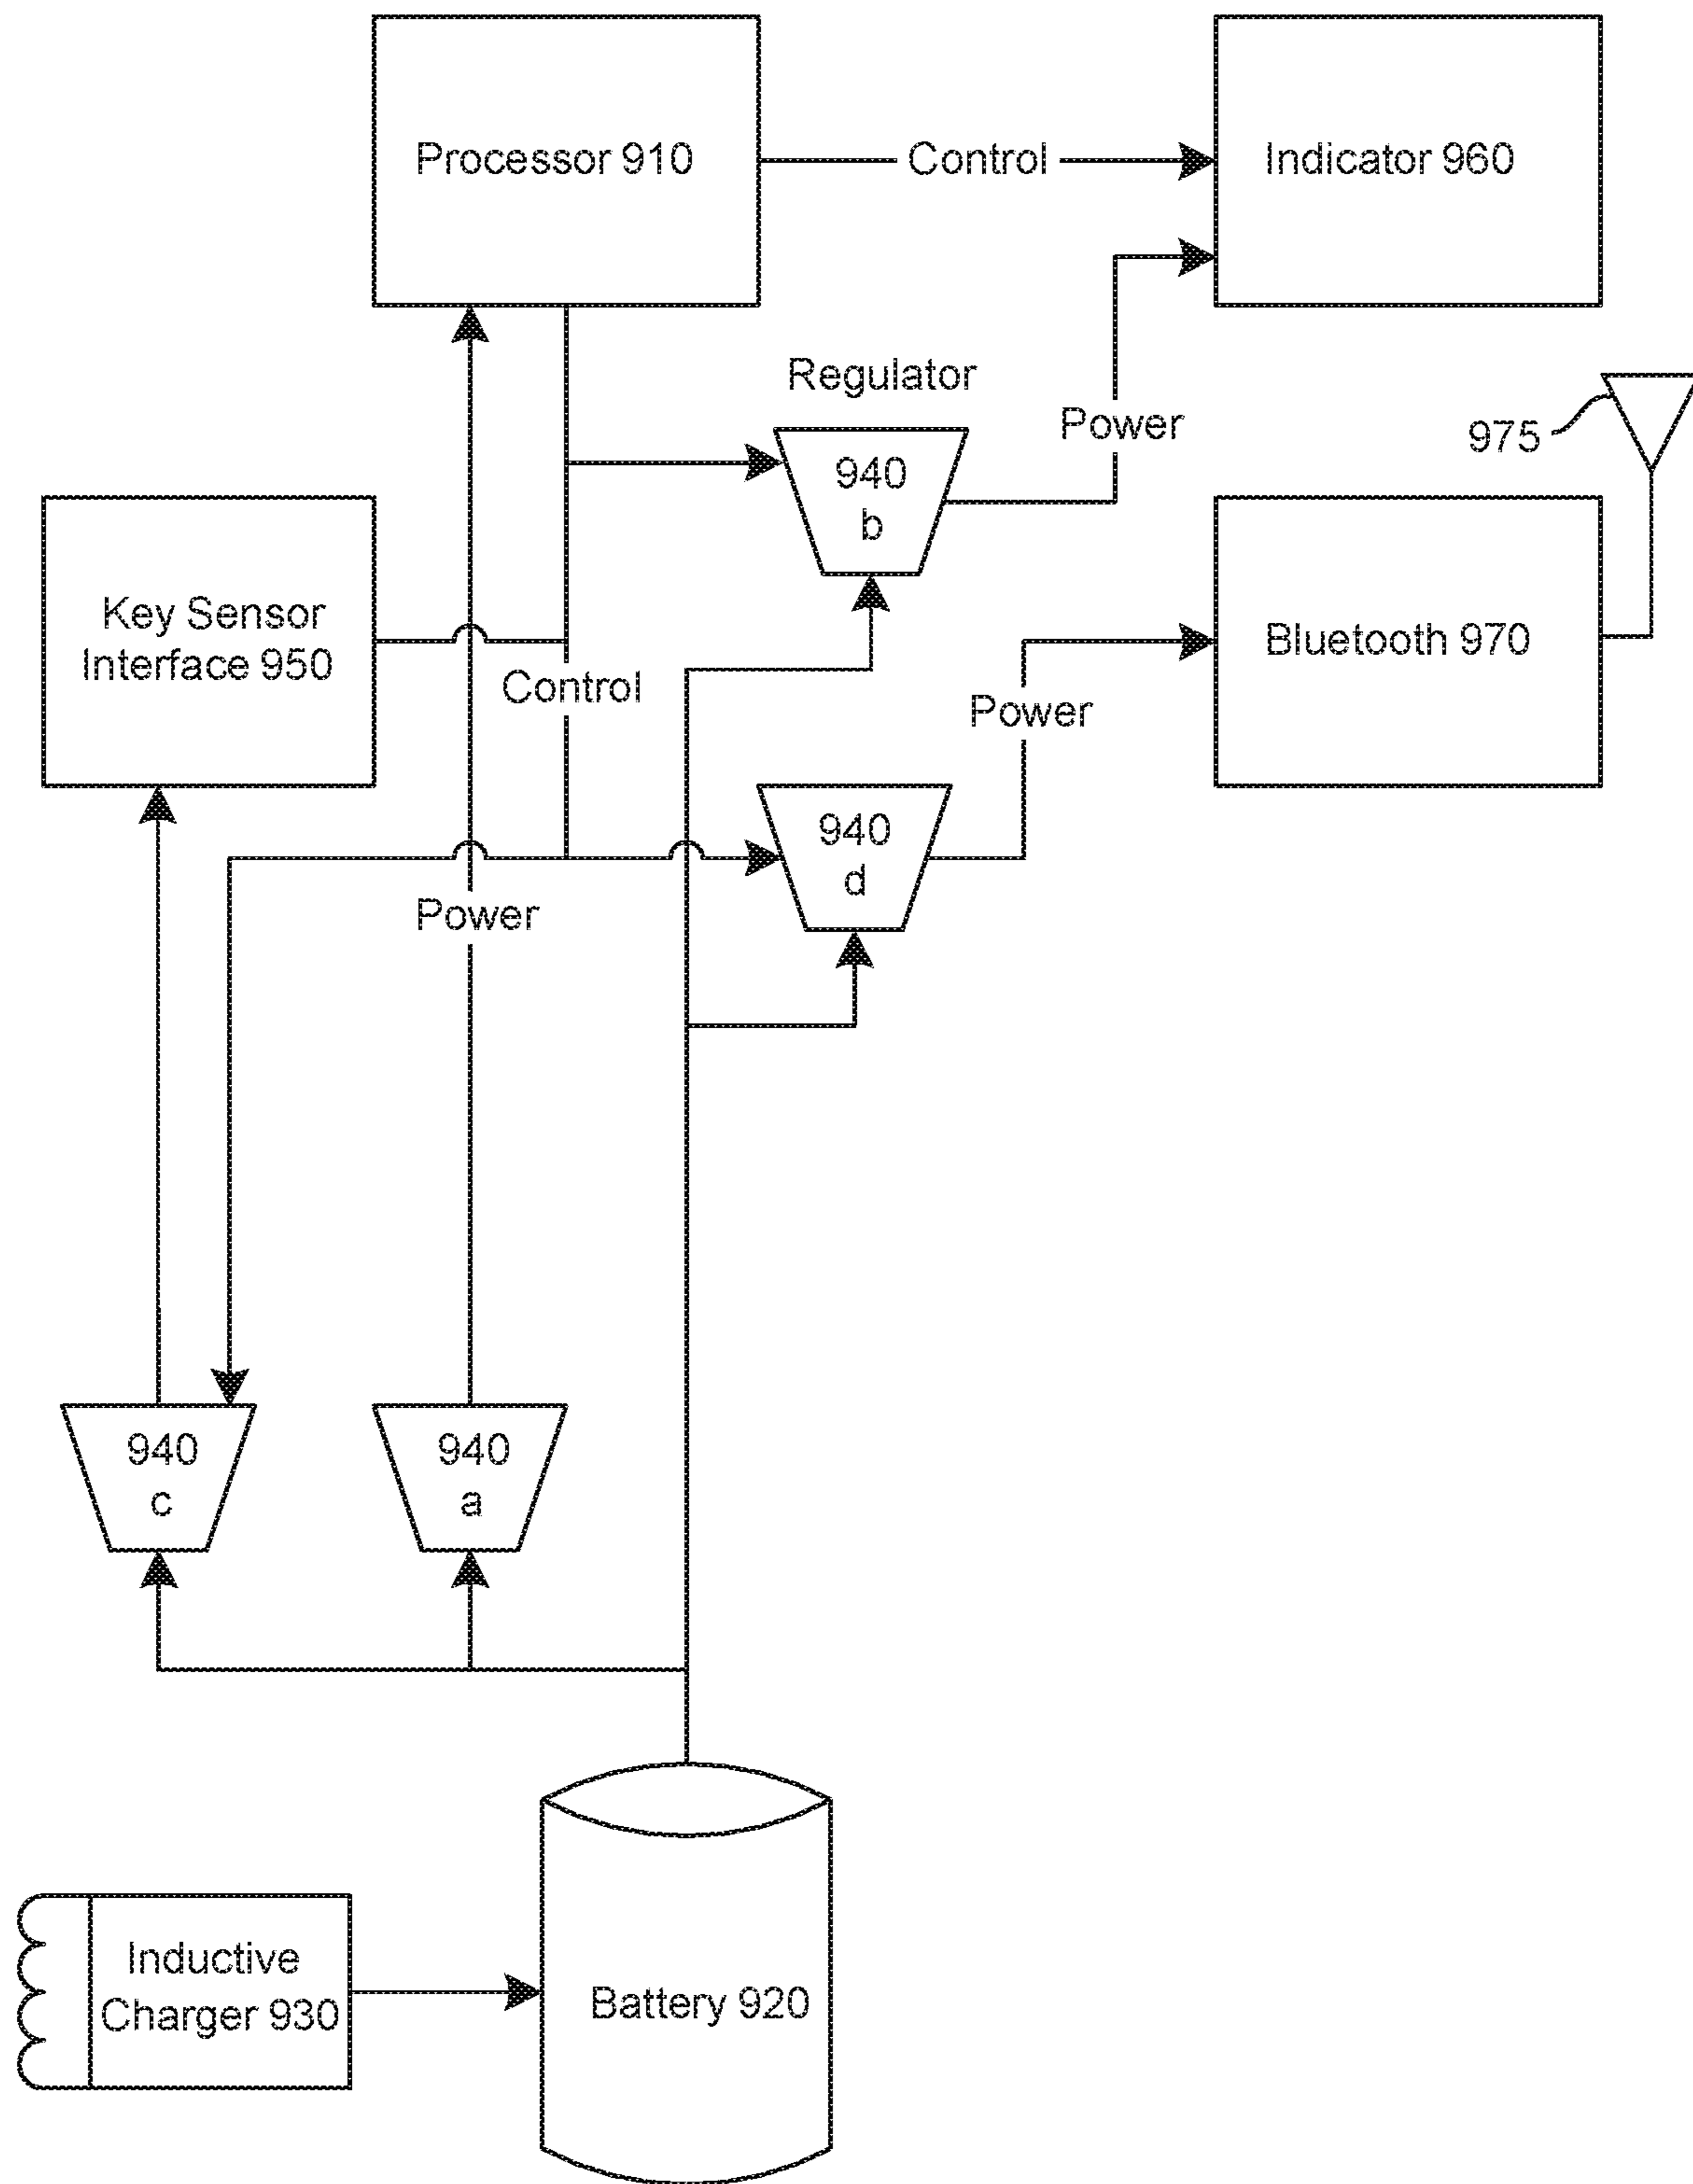 Processor 910
Control
Indicator 960
Regulator
Power
975
940
b
Key Sensor
Interface 950
Control
Bluetooth 970
Power
940
d
Power
940
c
940
a
Inductive
Charger 930
Battery 920